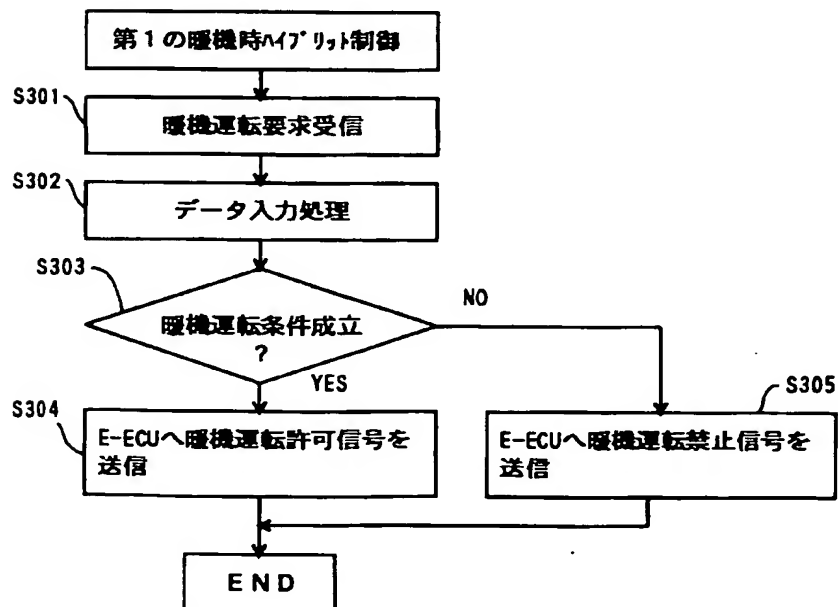 第1の暖機時ﾊｲﾌﾞﾘｯﾄ制御
S301
暖機運転要求受信
S302
データ入力処理
S303
暖機運転条件成立
?
NO
YES
S304
E-ECUへ暖機運転許可信号を
送信
S305
E-ECUへ暖機運転禁止信号を
送信
END